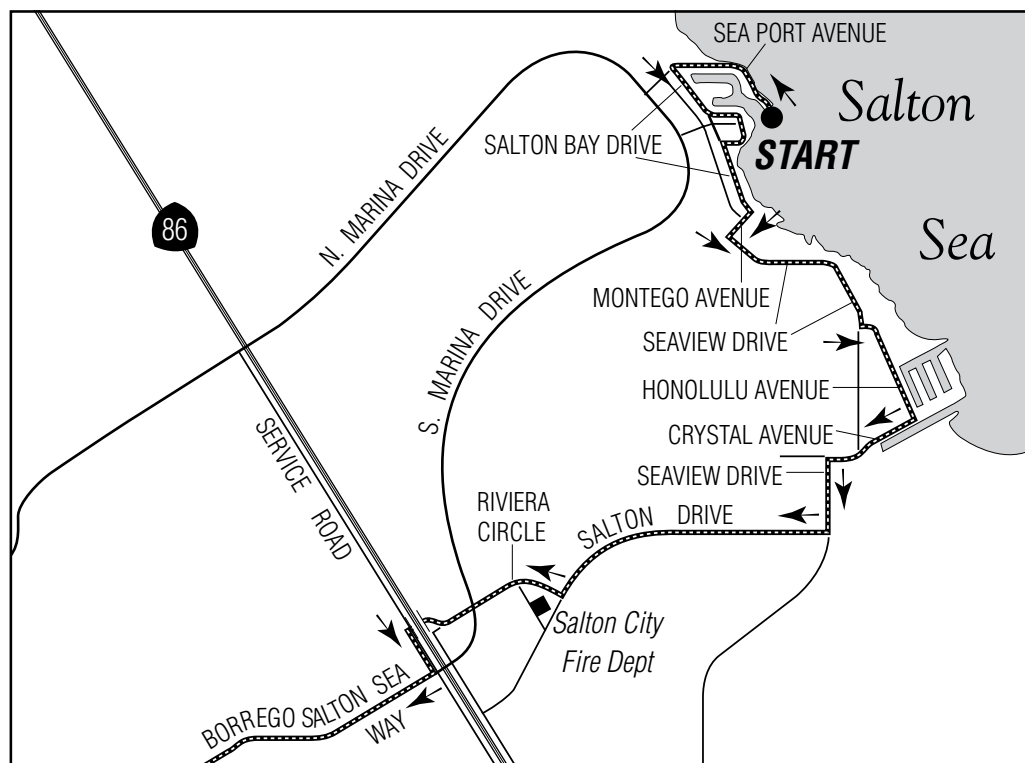 SEA PORT AVENUE
Salton
SALTON BAY DRIVE
START
N. MARINA DRIVE
86
Sea
S. MARINA DRIVE
MONTEGO AVENUE
SEAVIEW DRIVE
HONOLULU AVENUE
CRYSTAL AVENUE
SERVICE ROAD
SEAVIEW DRIVE
RIVIERA
CIRCLE
SALTON DRIVE
Salton City
Fire Dept
BORREGO SALTON SEA
WAY